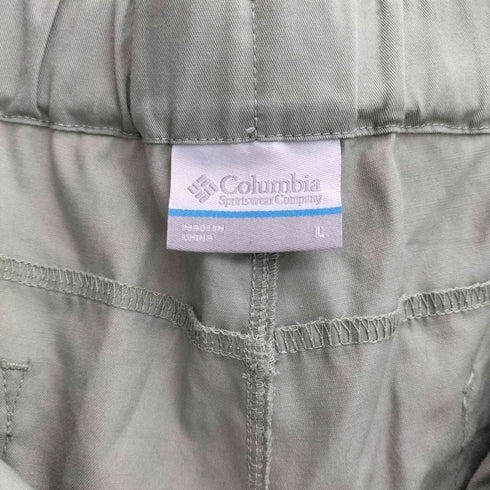 Columbia
Sportswear Company
MADE IN
CHINA
L